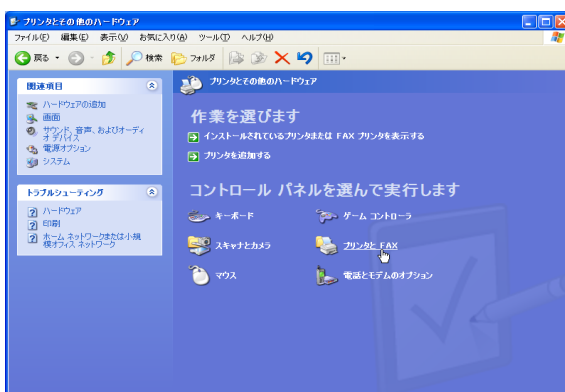 プリンタとその他のハードウェア
ファイル(F) 編集(E) 表示(V) お気に入り(A) ツール(T) ヘルプ(H)
戻る 検索 フォルダ
関連項目
ハードウェアの追加
画面
サウンド、音声、およびオーディ
オ デバイス
電源オプション
システム
トラブルシューティング
ハードウェア
印刷
ホーム ネットワークまたは小規
模オフィス ネットワーク
プリンタとその他のハードウェア
作業を選びます
インストールされているプリンタまたは FAX プリンタを表示する
プリンタを追加する
コントロール パネルを選んで実行します
キーボード
ゲーム コントローラ
スキャナとカメラ
プリンタと FAX
マウス
電話とモデムのオプション